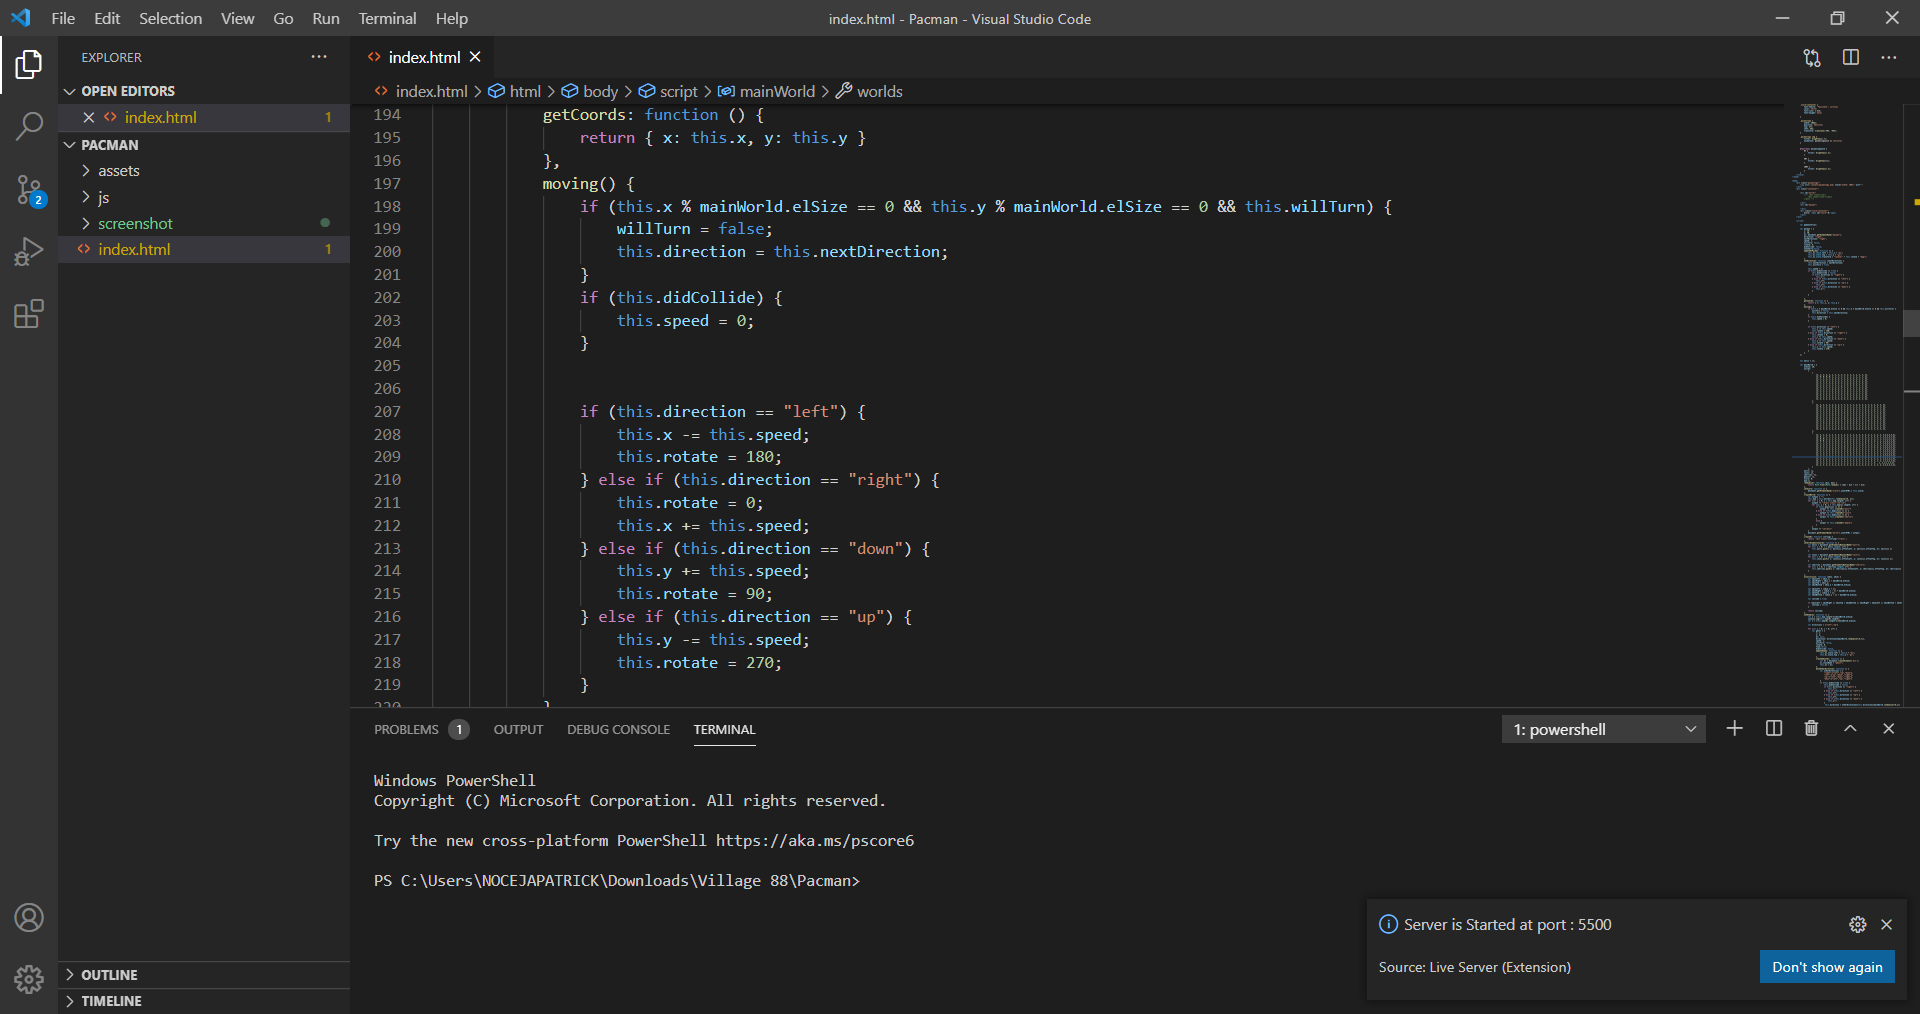 File Edit Selection View Go Run Terminal Help
index.html - Pacman - Visual Studio Code
EXPLORER
OPEN EDITORS
index.html 1
PACMAN
assets
js
screenshot
index.html 1
OUTLINE
TIMELINE
2
index.html
index.html > html > body > script > mainWorld > worlds
194 getCoords: function () {
195 return { x: this.x, y: this.y }
196 },
197 moving() {
198 if (this.x % mainWorld.elSize == 0 && this.y % mainWorld.elSize == 0 && this.willTurn) {
199 willTurn = false;
200 this.direction = this.nextDirection;
201 }
202 if (this.didCollide) {
203 this.speed = 0;
204 }
205
206
207 if (this.direction == "left") {
208 this.x -= this.speed;
209 this.rotate = 180;
210 } else if (this.direction == "right") {
211 this.rotate = 0;
212 this.x += this.speed;
213 } else if (this.direction == "down") {
214 this.y += this.speed;
215 this.rotate = 90;
216 } else if (this.direction == "up") {
217 this.y -= this.speed;
218 this.rotate = 270;
219 }
220 }
PROBLEMS 1 OUTPUT DEBUG CONSOLE TERMINAL
1: powershell
Windows PowerShell
Copyright (C) Microsoft Corporation. All rights reserved.
Try the new cross-platform PowerShell https://aka.ms/pscore6
PS C:\Users\NOCEJAPATRICK\Downloads\Village 88\Pacman>
Server is Started at port : 5500
Source: Live Server (Extension)
Don't show again